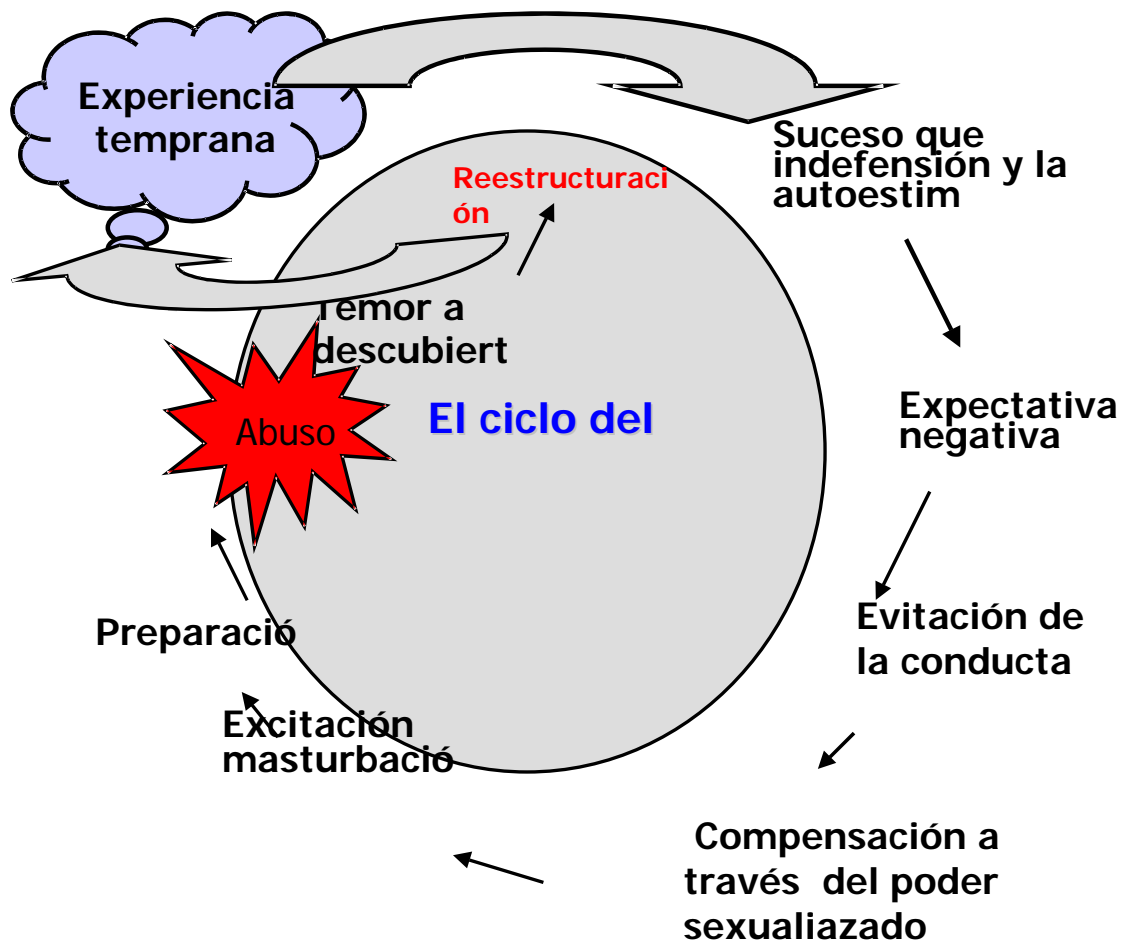 Experiencia
temprana
Suceso que
indefensión y la
autoestim
Reestructuraci
ón
Temor a
descubiert
Abuso
El ciclo del
Expectativa
negativa
Evitación de
la conducta
Compensación a
través del poder
sexualiazado
Excitación
masturbació
Preparació